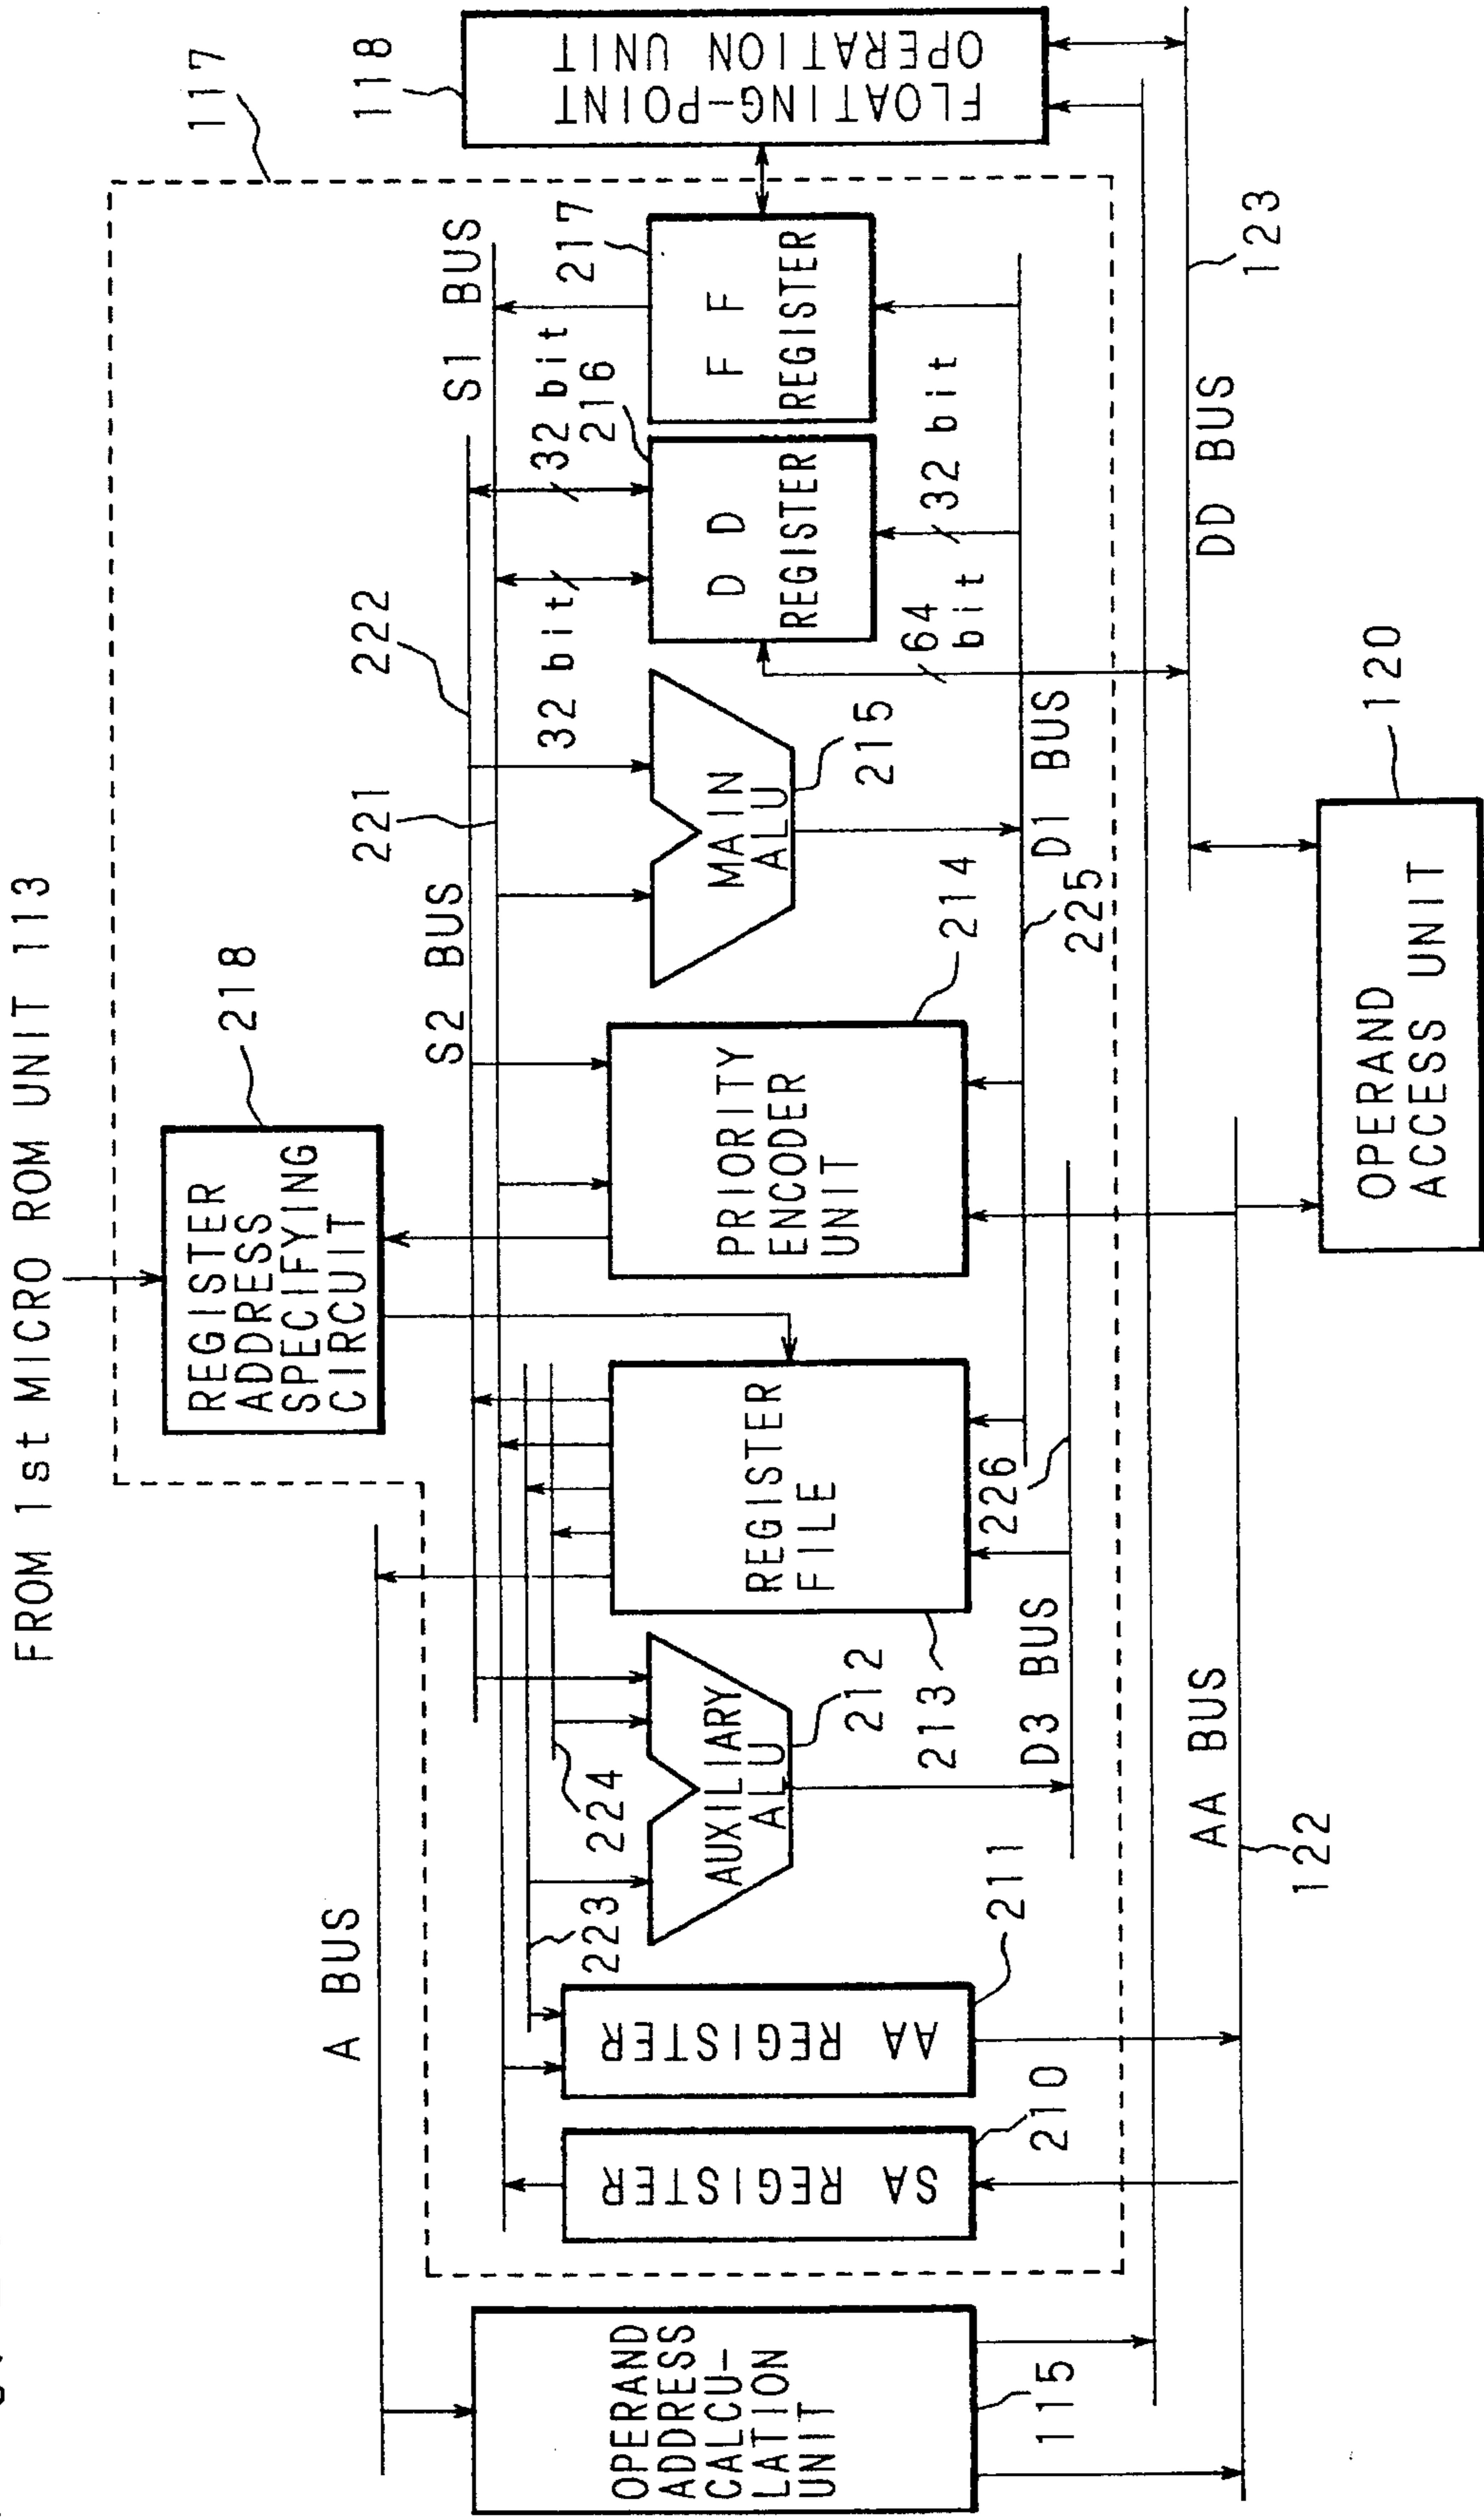 FROM 1st MICRO ROM UNIT 113
117
118
FLOATING-POINT
OPERATION UNIT
218
REGISTER
ADDRESS
SPECIFYING
CIRCUIT
A BUS
S2 BUS
221
222
S1 BUS
OPERAND
ADDRESS
CALCU-
LATION
UNIT
115
SA REGISTER
210
AA REGISTER
211
223
224
AUXILIARY
ALU
212
REGISTER
FILE
213
PRIORITY
ENCODER
UNIT
214
MAIN
ALU
215
32 bit
32 bit
216
DD
REGISTER
217
FF
REGISTER
64
bit
32 bit
D3 BUS
226
225
D1 BUS
AA BUS
122
DD BUS
123
OPERAND
ACCESS UNIT
120